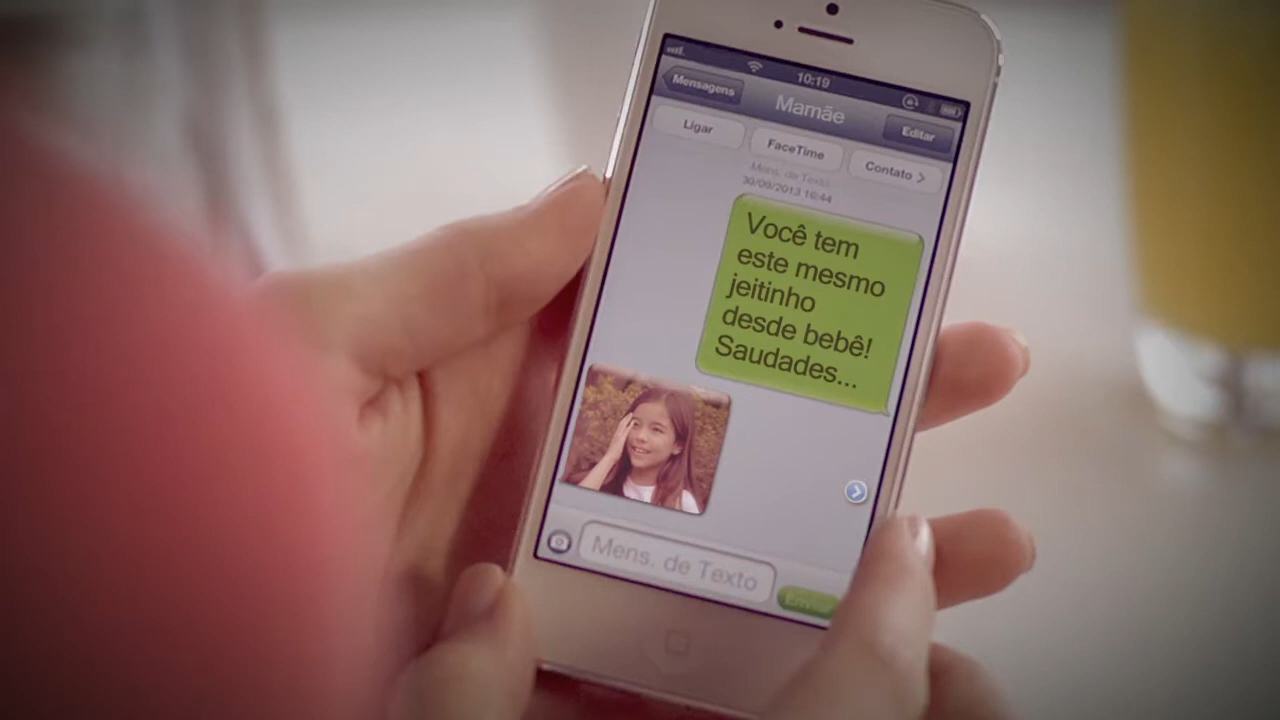 10:19
Mensagens
Mamãe
Editar
Ligar
FaceTime
Contato
Mens. de Texto
30/09/2013 16:44
Você tem
este mesmo
jeitinho
desde bebê!
Saudades...
Mens. de Texto
Enviar